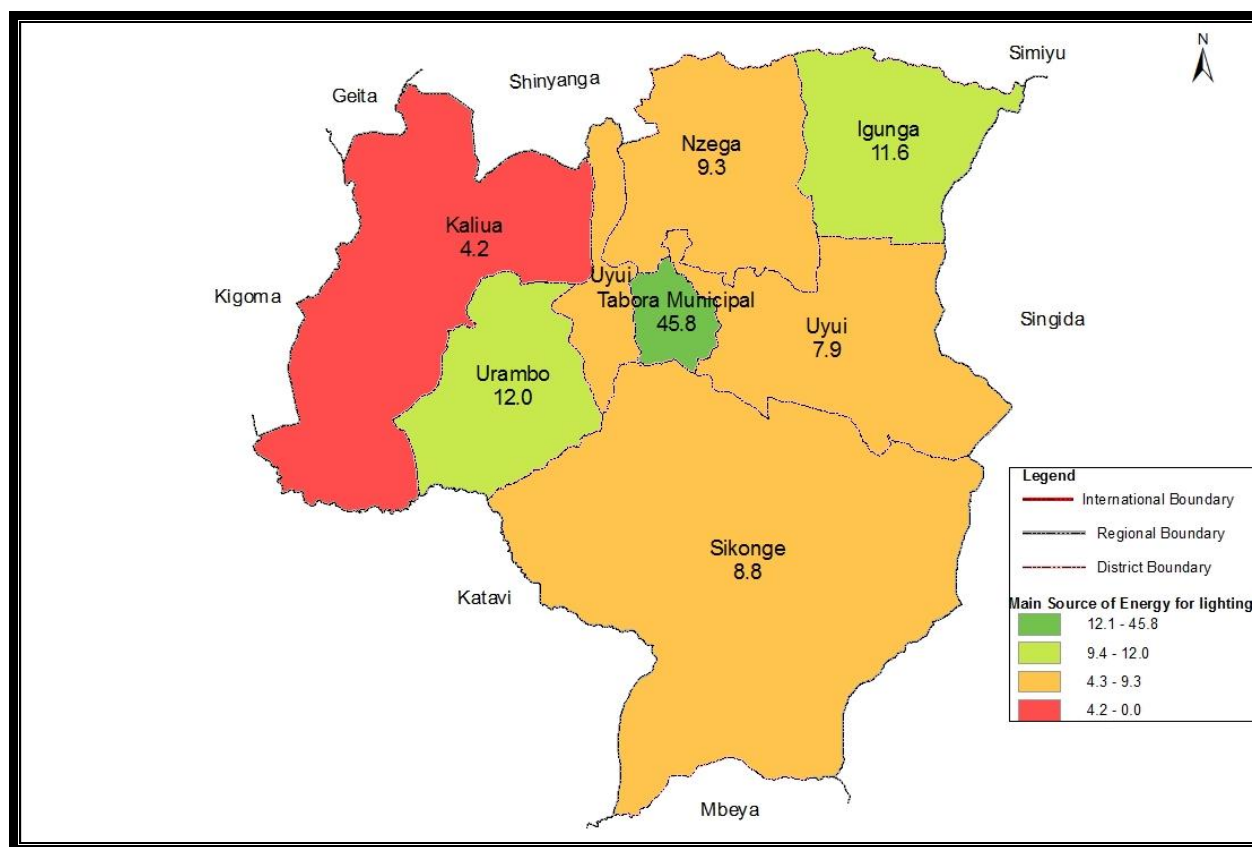 N
Simiyu
Shinyanga
Geita
Igunga
11.6
Nzega
9.3
Kaliua
4.2
Uyui
Kigoma
Tabora Municipal
45.8
Singida
Uyui
7.9
Urambo
12.0
Sikonge
8.8
Katavi
Mbeya
Legend
International Boundary
Regional Boundary
District Boundary
Main Source of Energy for lighting
12.1 - 45.8
9.4 - 12.0
4.3 - 9.3
4.2 - 0.0